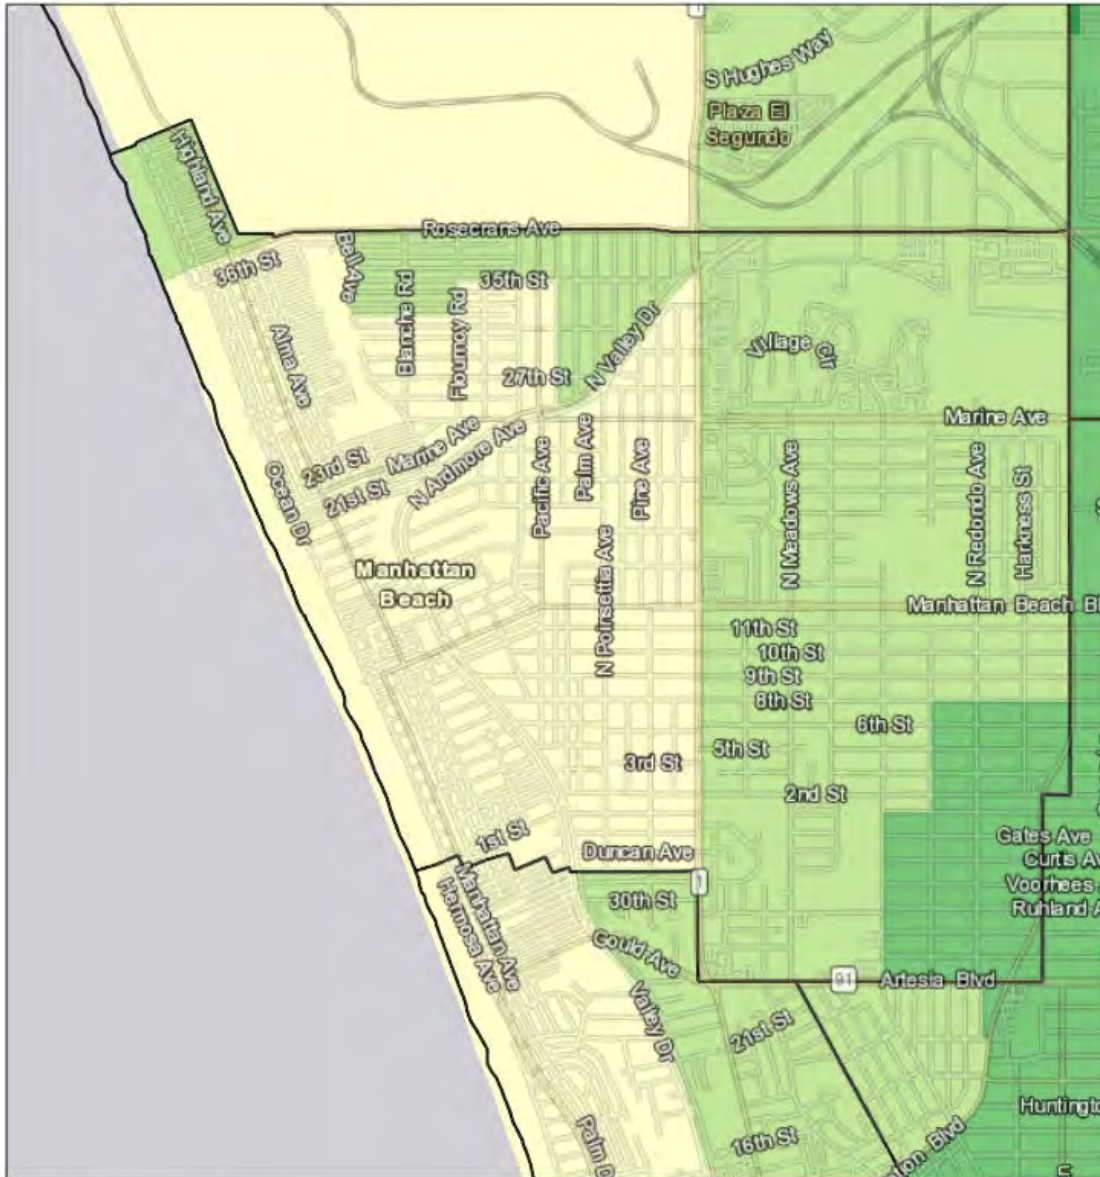 1
S Hughes Way
Plaza El
Segundo
Highland Ave
Rosecrans Ave
36th St
Bell Ave
Blanche Rd
Flournoy Rd
35th St
N Valley Dr
Village Cir
Alma Ave
27th St
Marine Ave
23rd St
Marine Ave
21st St
N Ardmore Ave
Ocean Dr
Pacific Ave
Palm Ave
Pine Ave
N Meadows Ave
N Redondo Ave
Harkness St
Manhattan
Beach
N Poinsettia Ave
Manhattan Beach Bl
11th St
10th St
9th St
8th St
6th St
5th St
3rd St
2nd St
1st St
Duncan Ave
Gates Ave
Curtis Av
Voorhees
Ruhland A
1
30th St
Manhattan Ave
Hermosa Ave
Gould Ave
91
Artesia Blvd
Valley Dr
21st St
Huntingto
Palm D
16th St
ation Blvd